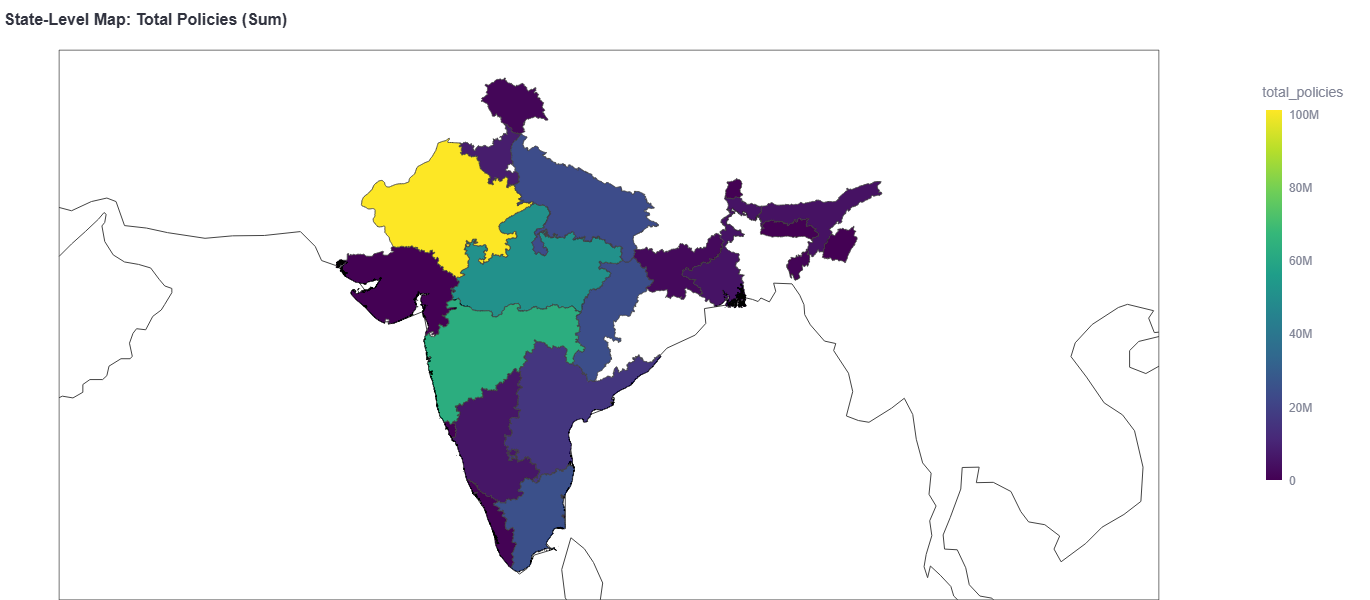 State-Level Map: Total Policies (Sum)
total_policies
100M
80M
60M
40M
20M
0